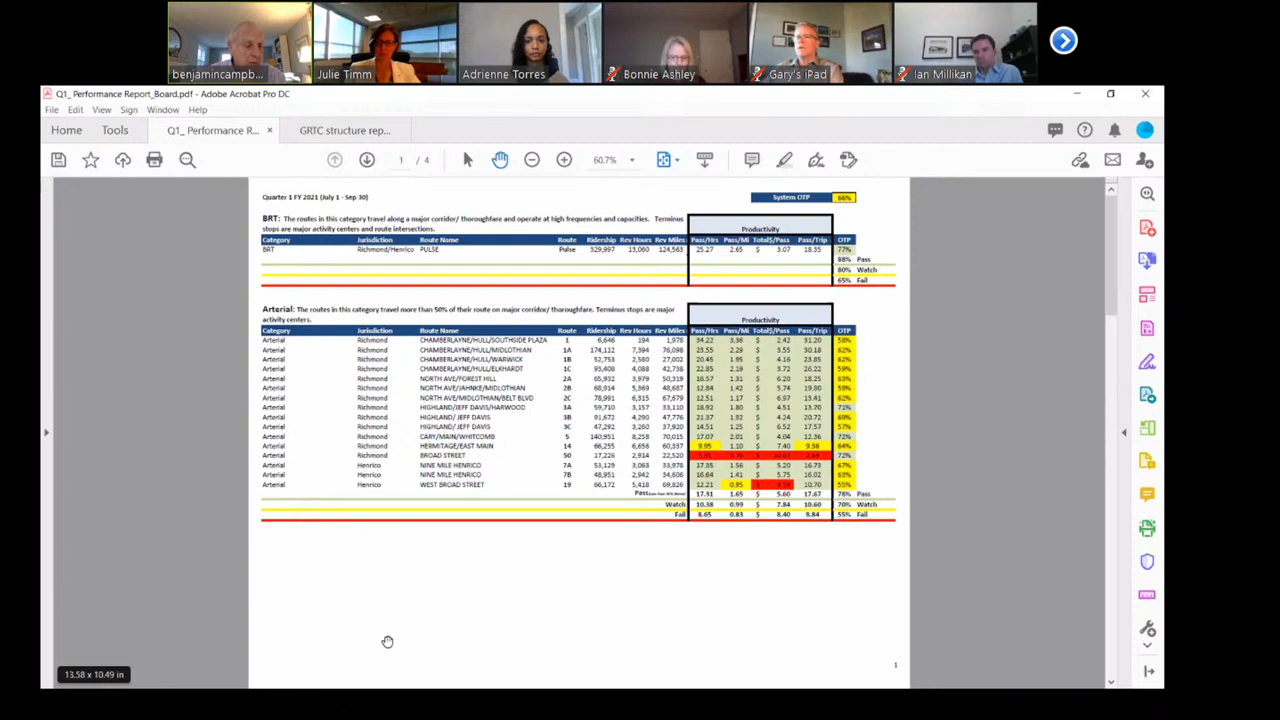 benjamincampb...
Julie Timm
Adrienne Torres
Bonnie Ashley
Gary's iPad
Ian Millikan
Q1_ Performance Report_Board.pdf - Adobe Acrobat Pro DC
File Edit View Sign Window Help
Home Tools Q1_ Performance R... × GRTC structure rep...
1 / 4 60.7%
Quarter 1 FY 2021 (July 1 - Sep 30) System OTP 66%
BRT: The routes in this category travel along a major corridor/ thoroughfare and operate at high frequencies and capacities. Terminus
stops are major activity centers and route intersections.
Productivity
Category Jurisdiction Route Name Route Ridership Rev Hours Rev Miles Pass/Hrs Pass/Mi Total$/Pass Pass/Trip OTP
BRT Richmond/Henrico PULSE Pulse 329,997 13,060 124,563 25.27 2.65 $ 3.07 18.35 77%
88% Pass
80% Watch
65% Fail
Arterial: The routes in this category travel more than 50% of their route on major corridor/ thoroughfare. Terminus stops are major
activity centers.
Productivity
Category Jurisdiction Route Name Route Ridership Rev Hours Rev Miles Pass/Hrs Pass/Mi Total$/Pass Pass/Trip OTP
Arterial Richmond CHAMBERLAYNE/HULL/SOUTHSIDE PLAZA 1 6,646 194 1,978 34.22 3.36 $ 2.42 31.20 58%
Arterial Richmond CHAMBERLAYNE/HULL/MIDLOTHIAN 1A 174,112 7,394 76,098 23.55 2.29 $ 3.55 30.18 62%
Arterial Richmond CHAMBERLAYNE/HULL/WARWICK 1B 52,753 2,580 27,002 20.45 1.95 $ 4.16 23.85 62%
Arterial Richmond CHAMBERLAYNE/HULL/ELKHARDT 1C 93,408 4,088 42,738 22.85 2.19 $ 3.72 26.22 59%
Arterial Richmond NORTH AVE/FOREST HILL 2A 65,932 3,979 50,319 16.57 1.31 $ 6.20 18.25 63%
Arterial Richmond NORTH AVE/JAHNKE/MIDLOTHIAN 2B 68,914 5,369 48,687 12.84 1.42 $ 5.74 19.80 59%
Arterial Richmond NORTH AVE/MIDLOTHIAN/BELT BLVD 2C 78,991 6,315 67,679 12.51 1.17 $ 6.97 15.41 62%
Arterial Richmond HIGHLAND/JEFF DAVIS/HARWOOD 3A 59,710 3,157 33,110 18.92 1.80 $ 4.51 13.70 71%
Arterial Richmond HIGHLAND/ JEFF DAVIS 3B 91,672 4,290 47,776 21.37 1.92 $ 4.24 20.72 69%
Arterial Richmond HIGHLAND/ JEFF DAVIS 3C 47,292 3,260 37,920 14.51 1.25 $ 6.52 17.57 57%
Arterial Richmond CARY/MAIN/WHITCOMB 5 140,951 8,258 70,015 17.07 2.01 $ 4.04 12.36 72%
Arterial Richmond HERMITAGE/EAST MAIN 14 66,255 6,656 60,337 9.95 1.10 $ 7.40 9.36 64%
Arterial Richmond BROAD STREET 50 17,226 2,914 22,520 5.91 $ 72%
Arterial Henrico NINE MILE HENRICO 7A 53,129 3,063 33,978 17.35 1.56 $ 5.20 16.73 67%
Arterial Henrico NINE MILE HENRICO 7B 48,951 2,942 34,606 16.64 1.41 $ 5.75 16.02 63%
Arterial Henrico WEST BROAD STREET 19 66,172 5,418 69,826 12.21 0.95 $ 10.70 55%
Pass 17.31 1.65 $ 5.60 17.67 78% Pass
Watch 10.38 0.99 $ 7.84 10.60 70% Watch
Fail 8.65 0.83 $ 8.40 8.84 55% Fail
1
13.58 x 10.49 in